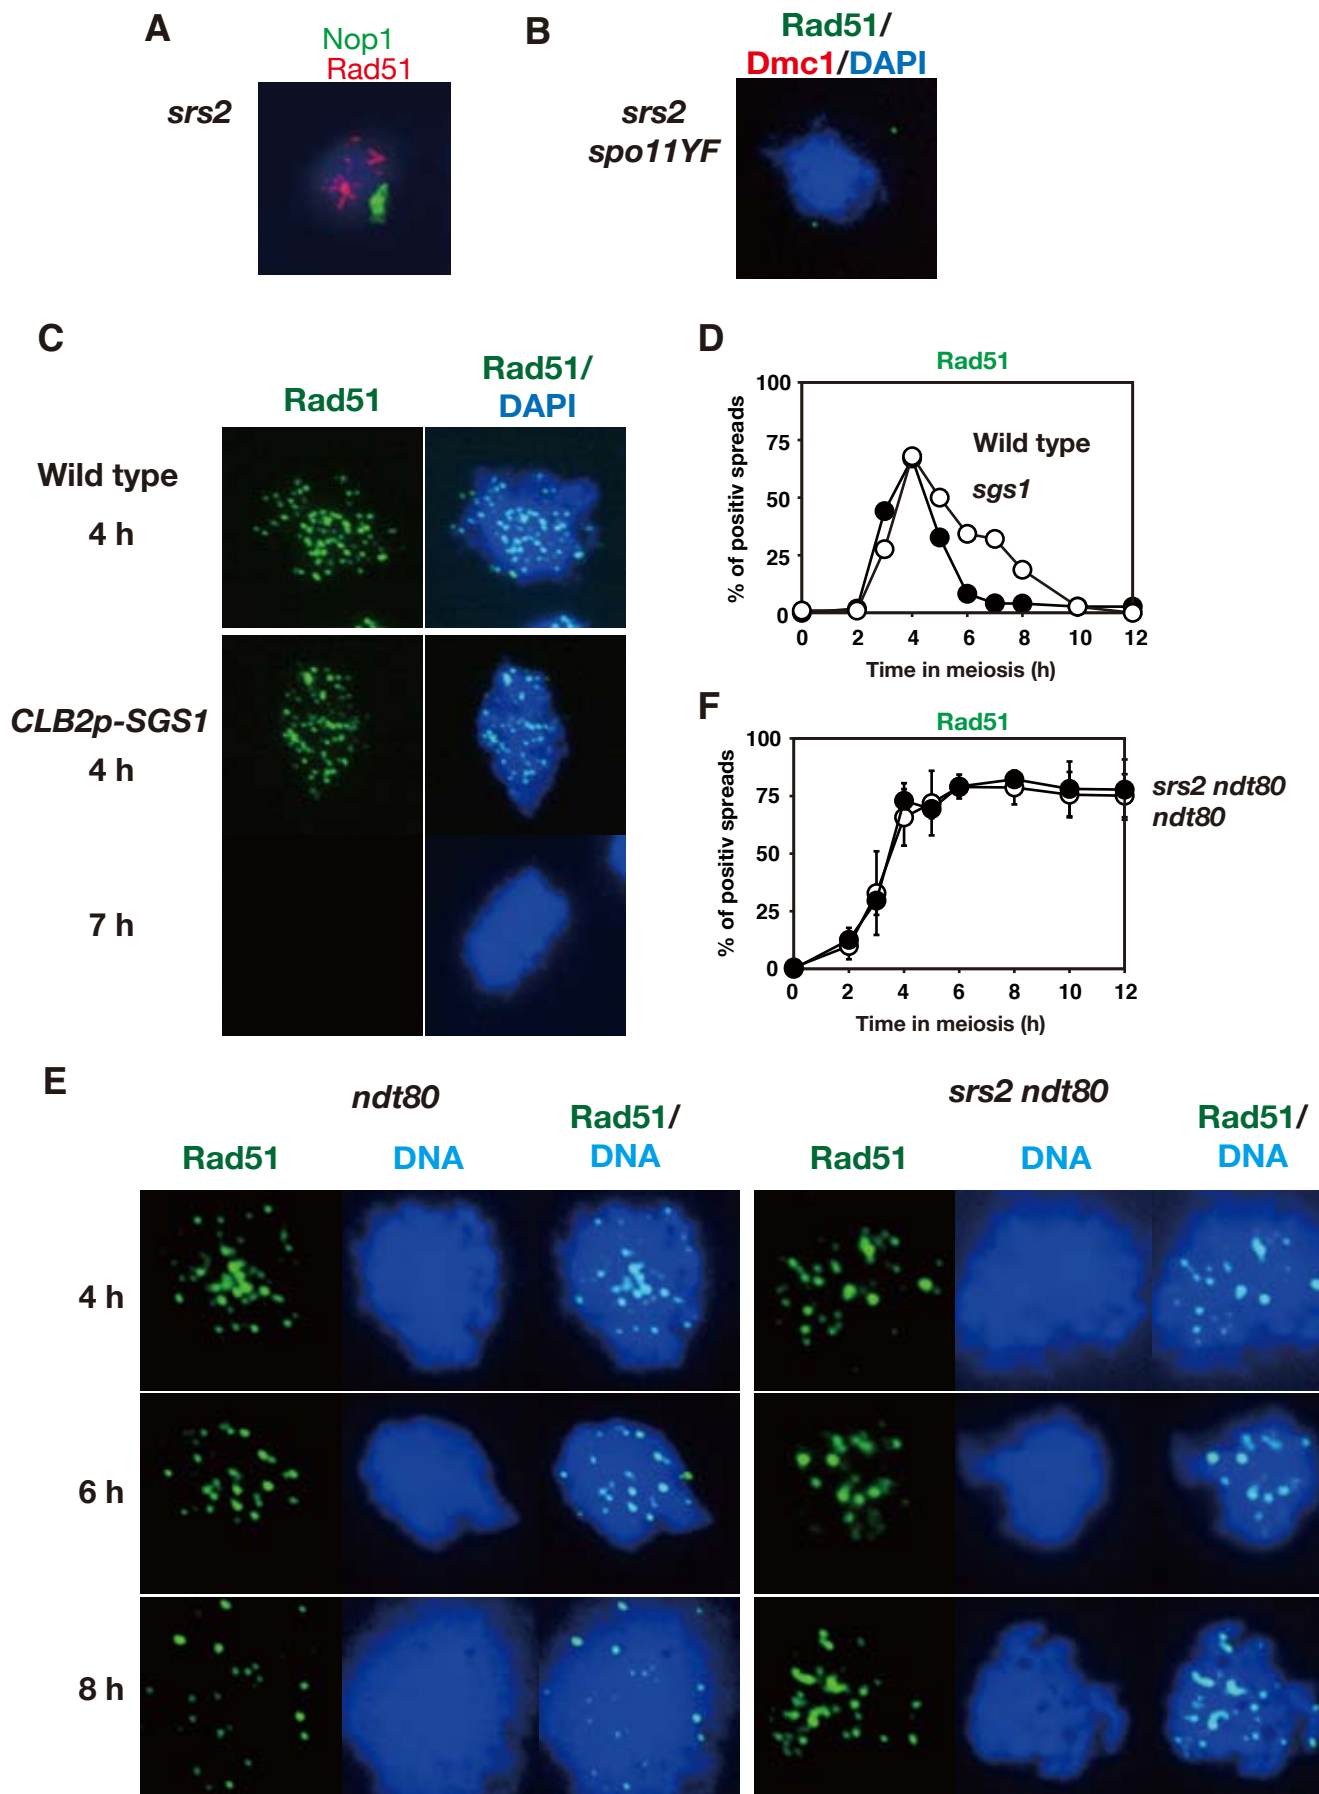 A
Nop1
Rad51
srs2
B
Rad51/
Dmc1/DAPI
srs2
spo11YF
C
Rad51
Rad51/
DAPI
Wild type
4 h
CLB2p-SGS1
4 h
7 h
D
Rad51
% of positiv spreads
100
75
50
25
0
Wild type
sgs1
0 2 4 6 8 10 12
Time in meiosis (h)
F
Rad51
% of positiv spreads
100
75
50
25
0
srs2 ndt80
ndt80
0 2 4 6 8 10 12
Time in meiosis (h)
E
ndt80
Rad51
DNA
Rad51/
DNA
srs2 ndt80
Rad51
DNA
Rad51/
DNA
4 h
6 h
8 h